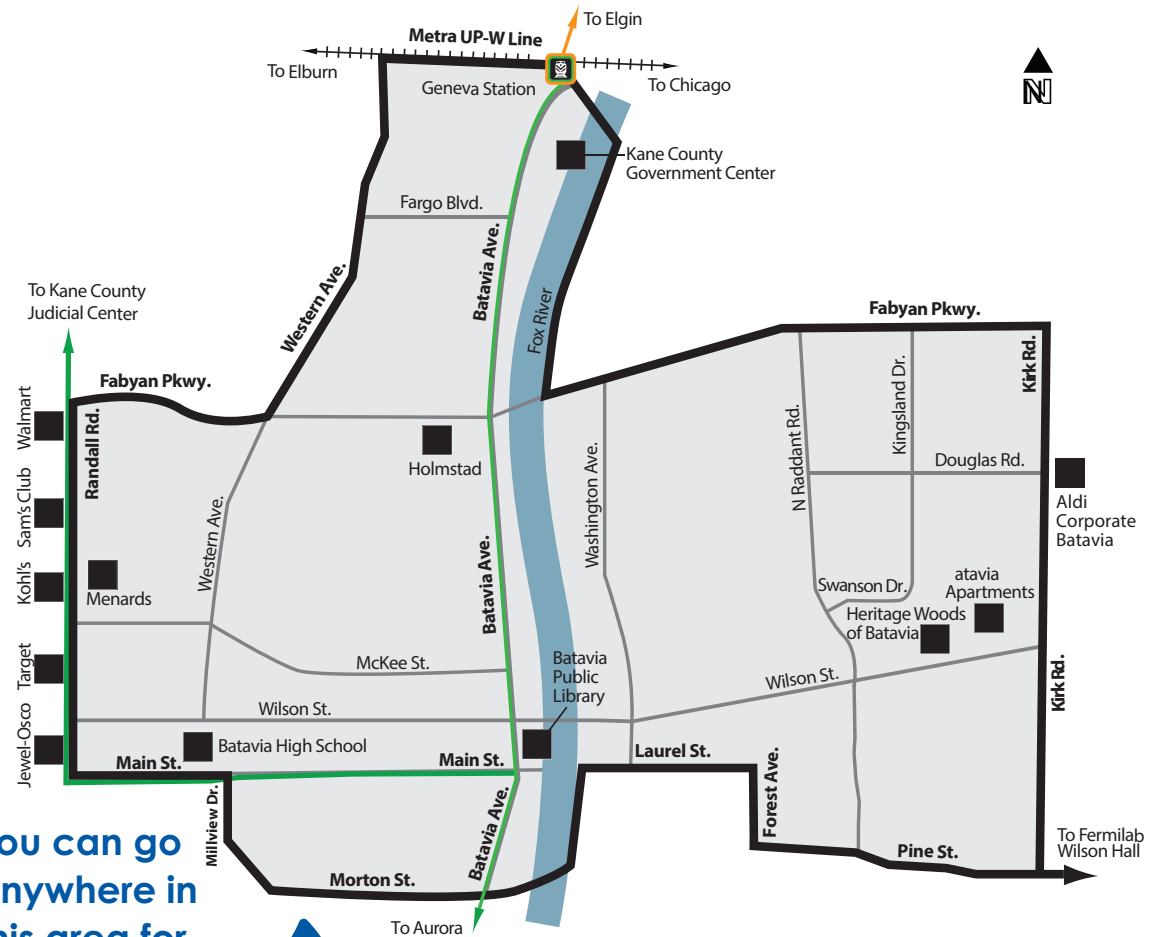 To Elgin
Metra UP-W Line
To Elburn
To Chicago
Geneva Station
N
Kane County
Government Center
Fargo Blvd.
Batavia Ave.
Western Ave.
Fox River
To Kane County
Judicial Center
Fabyan Pkwy.
Fabyan Pkwy.
Kirk Rd.
Walmart
Randall Rd.
Holmstad
Washington Ave.
N Raddant Rd.
Kingsland Dr.
Douglas Rd.
Aldi
Corporate
Batavia
Sam's Club
Western Ave.
Batavia Ave.
Kohl's
Menards
Swanson Dr.
atavia
Apartments
Heritage Woods
of Batavia
Target
McKee St.
Batavia
Public
Library
Wilson St.
Kirk Rd.
Wilson St.
Jewel-Osco
Batavia High School
Main St.
Main St.
Laurel St.
Forest Ave.
Millview Dr.
Batavia Ave.
To Fermilab
Wilson Hall
Pine St.
Morton St.
To Aurora
ou can go
nywhere in
his area for